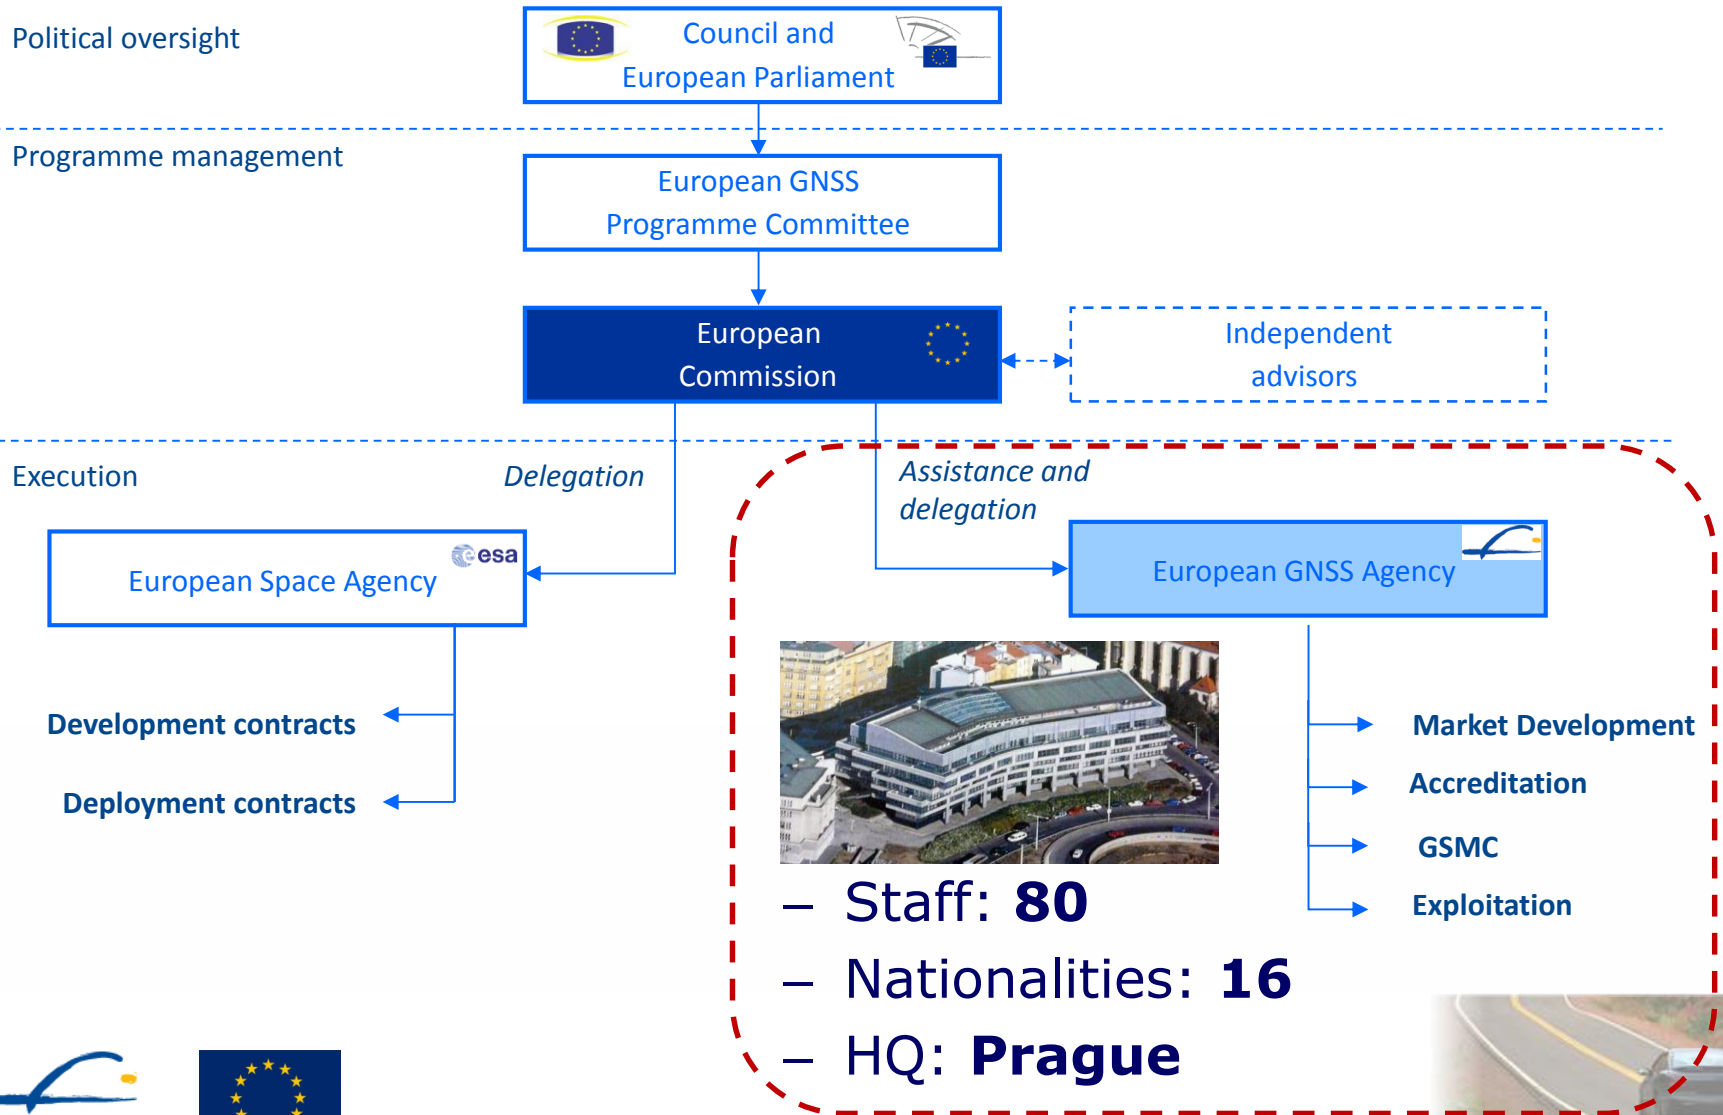 Political oversight
Council and
European Parliament
Programme management
European GNSS
Programme Committee
European
Commission
Independent
advisors
Execution
Delegation
Assistance and
delegation
esa
European Space Agency
European GNSS Agency
Development contracts
Deployment contracts
Market Development
Accreditation
GSMC
Exploitation
– Staff: 80
– Nationalities: 16
– HQ: Prague